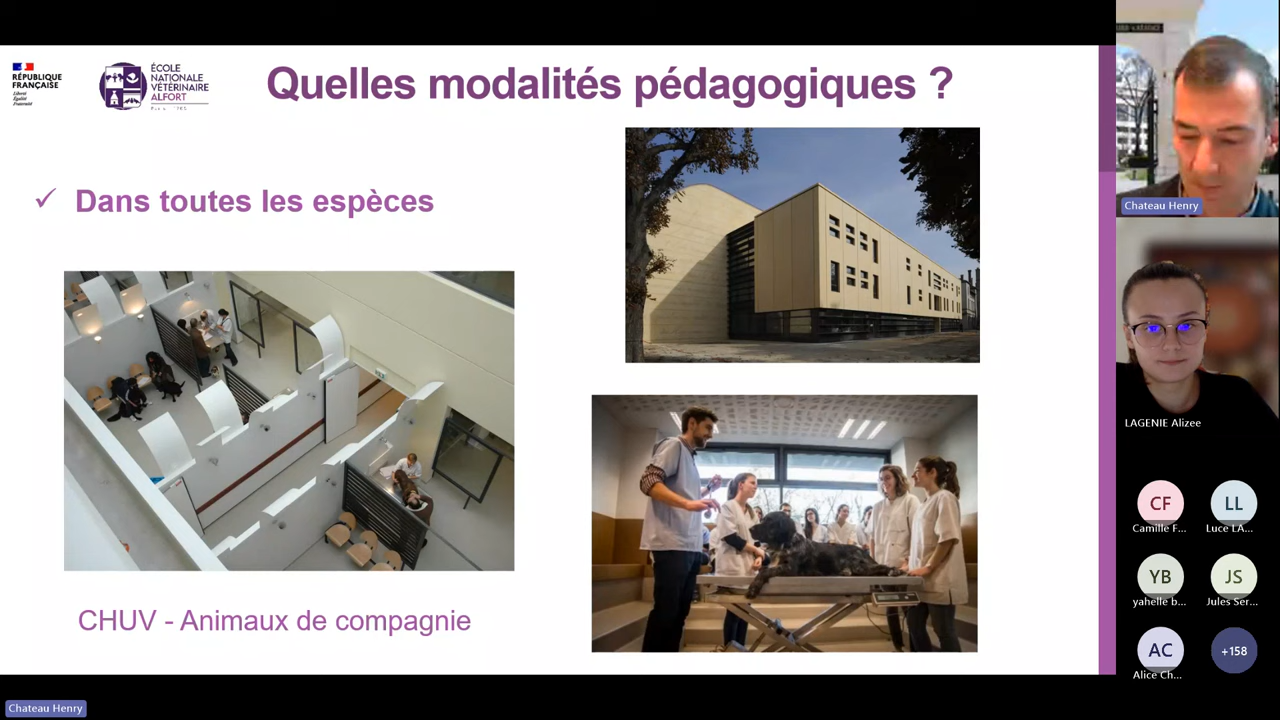 RÉPUBLIQUE
FRANÇAISE
Liberté
Égalité
Fraternité
ÉCOLE
NATIONALE
VÉTÉRINAIRE
ALFORT
Quelles modalités pédagogiques ?
✓ Dans toutes les espèces
CHUV - Animaux de compagnie
Chateau Henry
LAGENIE Alizee
CF
LL
Camille F...
Luce LA...
YB
JS
yahelle b...
Jules Ser...
AC
+158
Alice Ch...
Chateau Henry